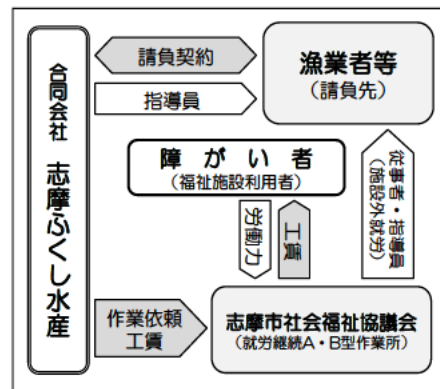 合同会社 志摩ふくし水産
請負契約
指導員
漁業者等
(請負先)
障がい者
(福祉施設利用者)
労働力
工賃
従事者・指導員
(施設外就労)
作業依頼
工賃
志摩市社会福祉協議会
(就労継続A・B型作業所)